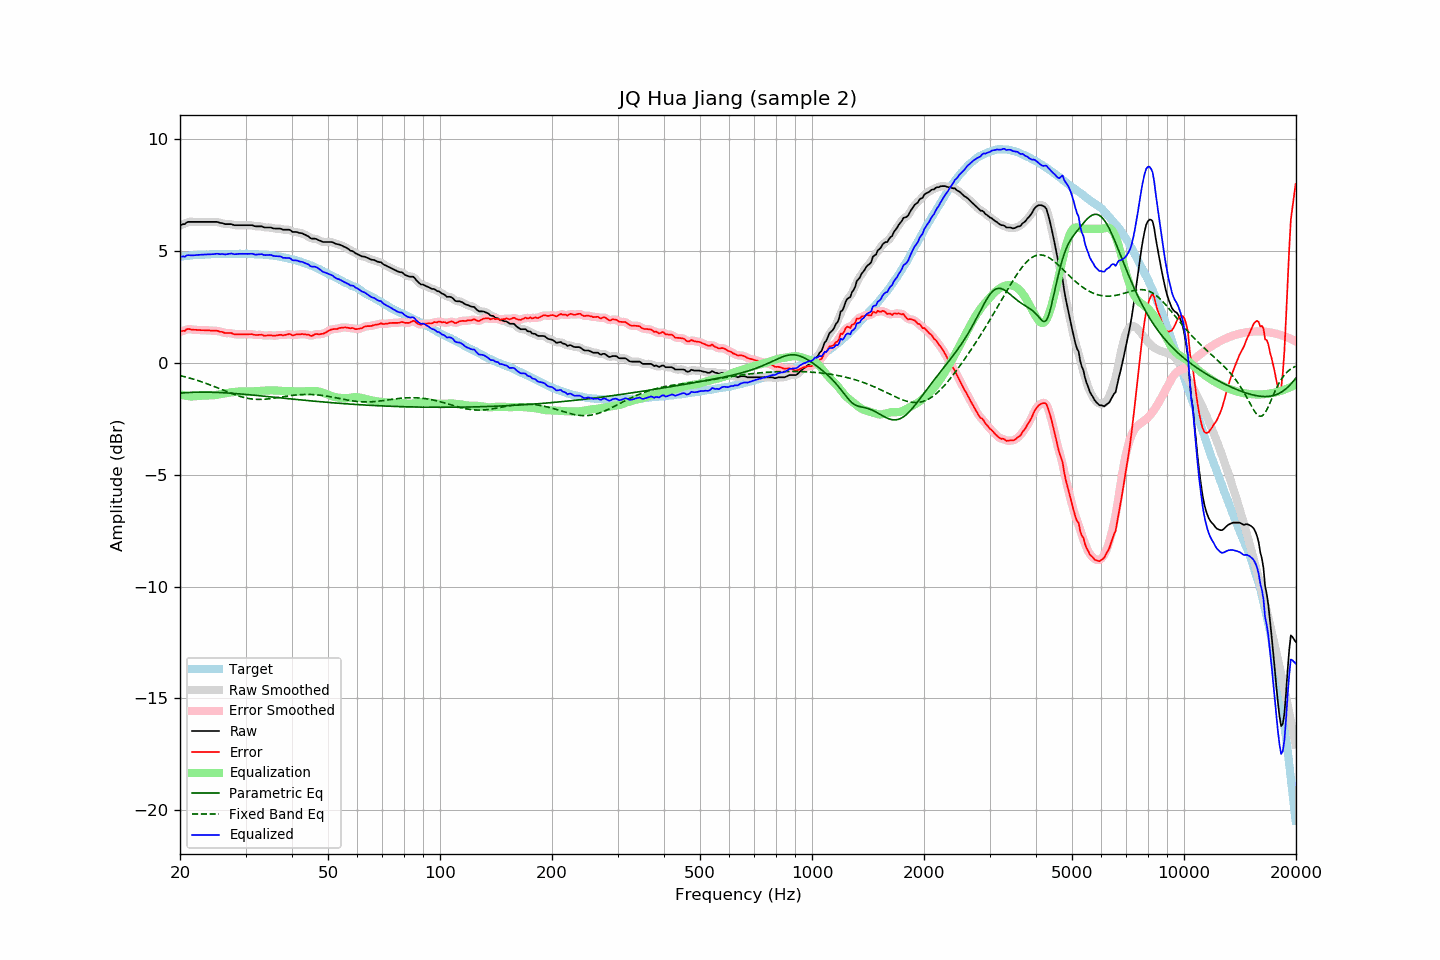 JQ Hua Jiang (sample 2)
Amplitude (dBr)
10
5
0
−5
−10
−15
−20
Target
Raw Smoothed
Error Smoothed
Raw
Error
Equalization
Parametric Eq
Fixed Band Eq
Equalized
20 50 100 200 500 1000 2000 5000 10000 20000
Frequency (Hz)